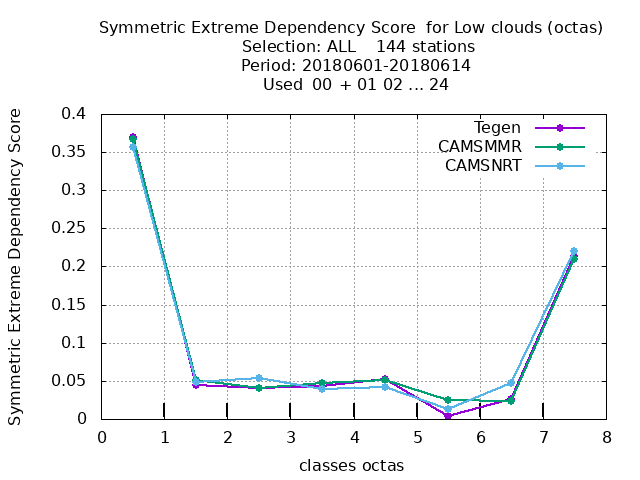 Symmetric Extreme Dependency Score  for Low clouds (octas)
Selection: ALL    144 stations
Period: 20180601-20180614
Used  00  + 01 02 ... 24
Symmetric Extreme Dependency Score
0.4
0.35
0.3
0.25
0.2
0.15
0.1
0.05
0
Tegen
CAMSMMR
CAMSNRT
0 1 2 3 4 5 6 7 8
classes octas